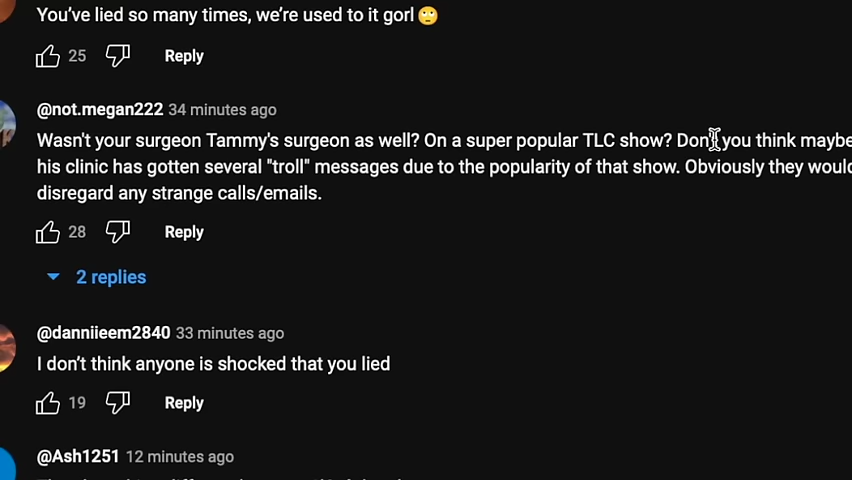 You've lied so many times, we're used to it gorl🙄
25 Reply
@not.megan222 34 minutes ago
Wasn't your surgeon Tammy's surgeon as well? On a super popular TLC show? Don't you think maybe
his clinic has gotten several "troll" messages due to the popularity of that show. Obviously they would
disregard any strange calls/emails.
28 Reply
2 replies
@danniieem2840 33 minutes ago
I don't think anyone is shocked that you lied
19 Reply
@Ash1251 12 minutes ago